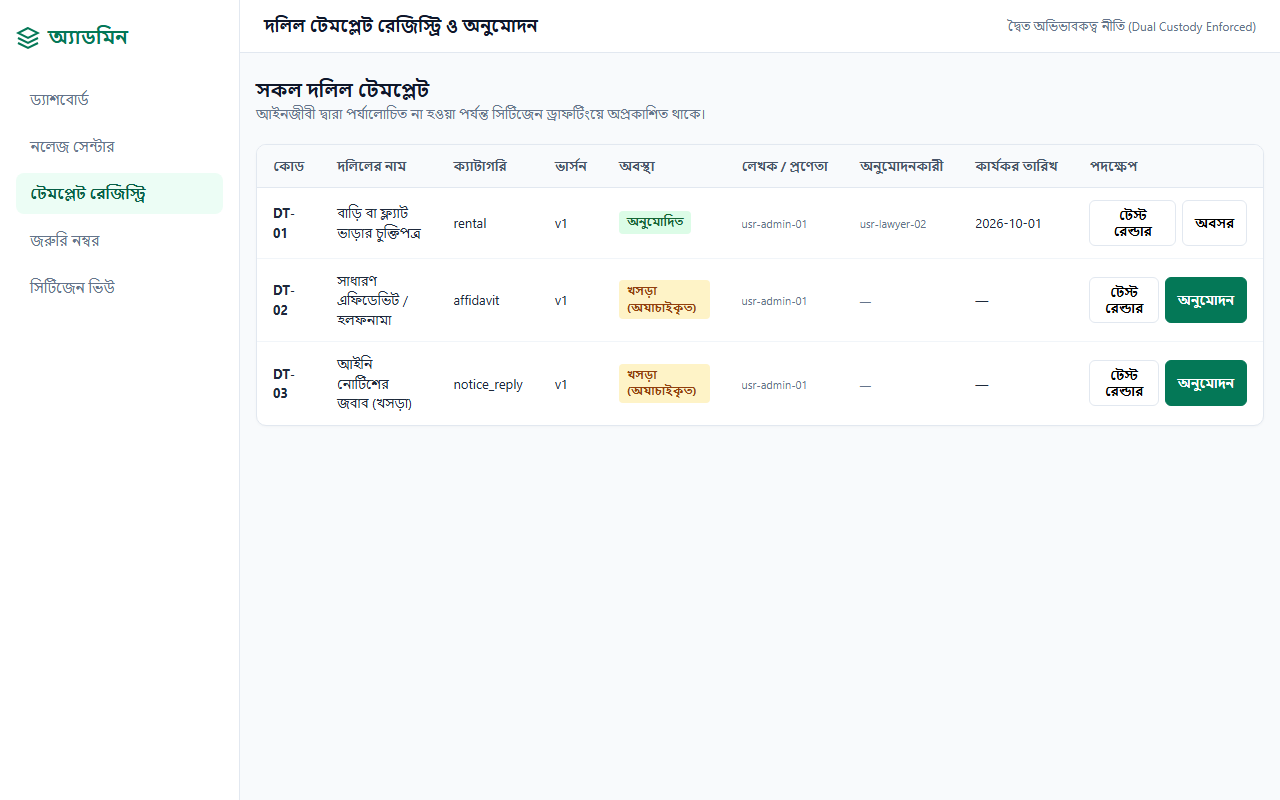 অ্যাডমিন
ড্যাশবোর্ড
নলেজ সেন্টার
টেমপ্লেট রেজিস্ট্রি
জরুরি নম্বর
সিটিজেন ভিউ
দলিল টেমপ্লেট রেজিস্ট্রি ও অনুমোদন
দ্বৈত অভিভাবকত্ব নীতি (Dual Custody Enforced)
সকল দলিল টেমপ্লেট
আইনজীবী দ্বারা পর্যালোচিত না হওয়া পর্যন্ত সিটিজেন ড্রাফটিংয়ে অপ্রকাশিত থাকে।
কোড দলিলের নাম ক্যাটাগরি ভার্সন অবস্থা লেখক / প্রণেতা অনুমোদনকারী কার্যকর তারিখ পদক্ষেপ
DT-
01
বাড়ি বা ফ্ল্যাট
ভাড়ার চুক্তিপত্র
rental
v1
অনুমোদিত
usr-admin-01
usr-lawyer-02
2026-10-01
টেস্ট
রেন্ডার
অবসর
DT-
02
সাধারণ
এফিডেভিট /
হলফনামা
affidavit
v1
খসড়া
(অযাচাইকৃত)
usr-admin-01
—
—
টেস্ট
রেন্ডার
অনুমোদন
DT-
03
আইনি
নোটিশের
জবাব (খসড়া)
notice_reply
v1
খসড়া
(অযাচাইকৃত)
usr-admin-01
—
—
টেস্ট
রেন্ডার
অনুমোদন